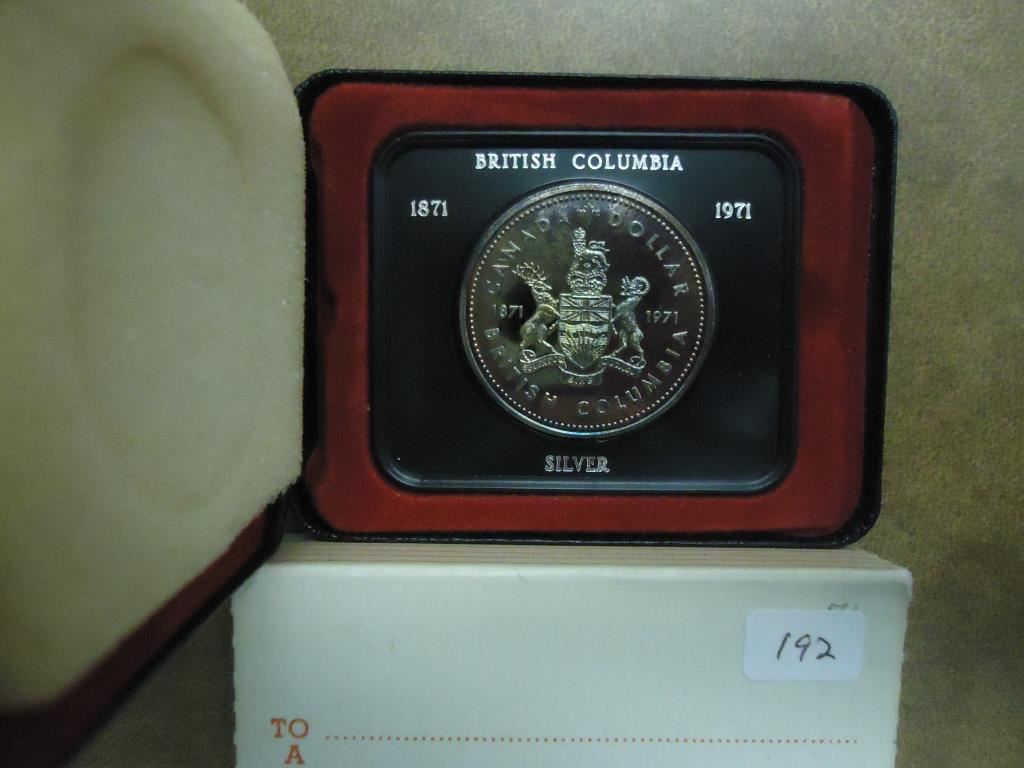 BRITISH COLUMBIA
1871 1971
CANADA DOLLAR
1871 1971
BRITISH COLUMBIA
SILVER
192
TO
A